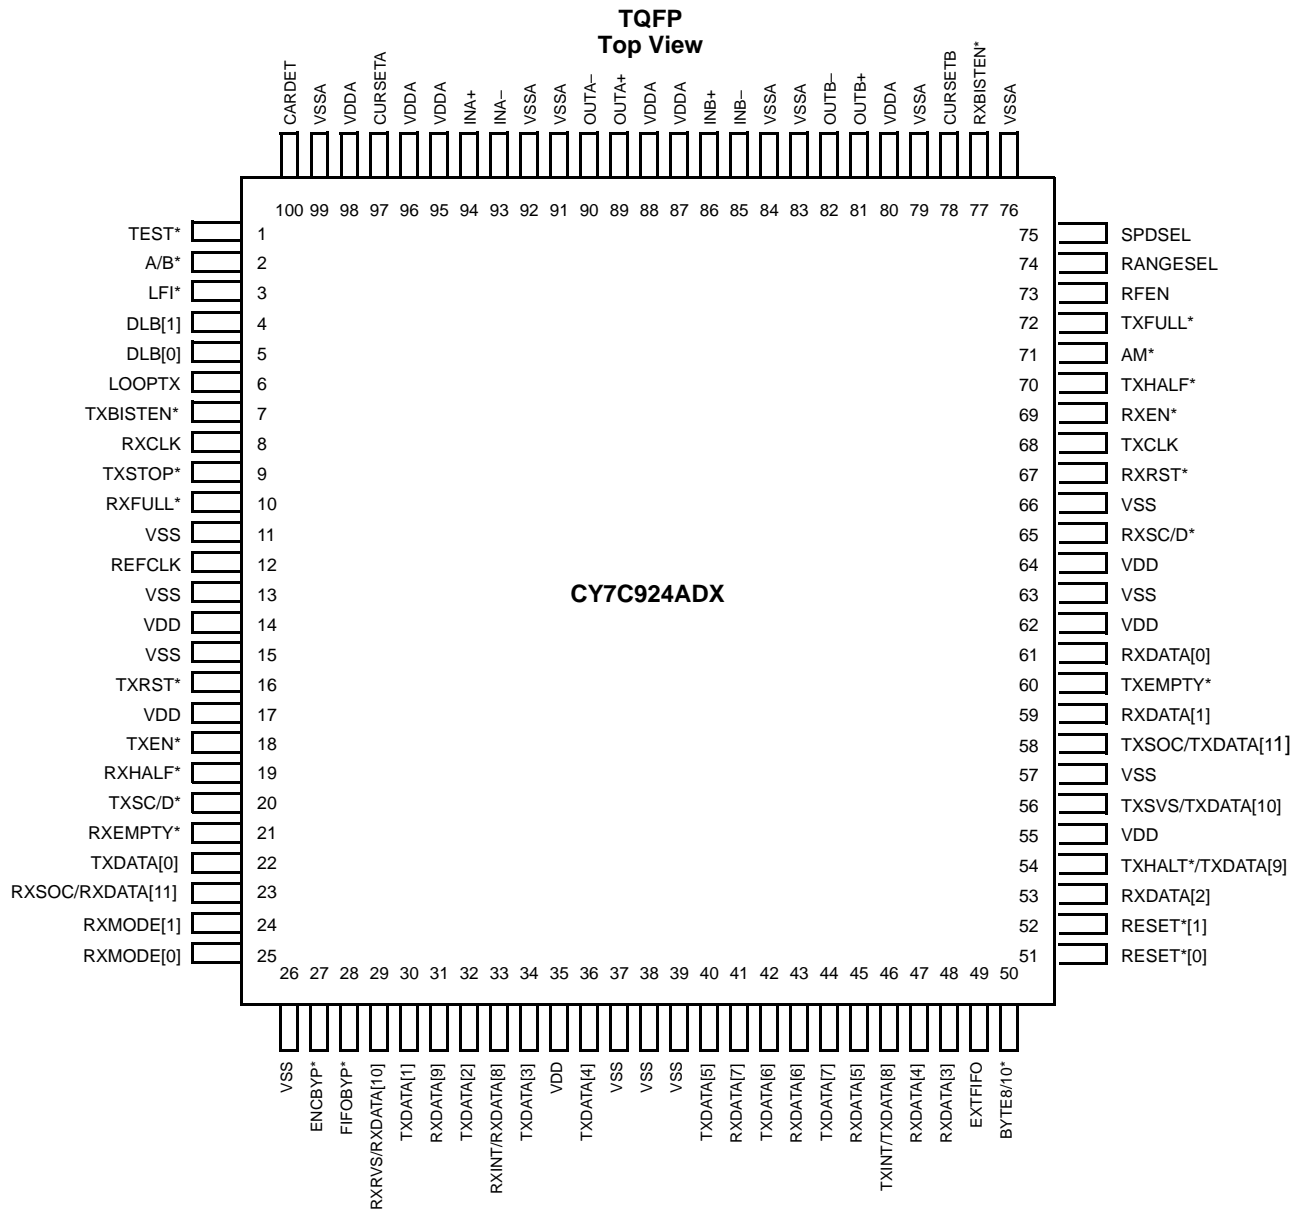 TQFP
Top View
CARDET
VSSA
VDDA
CURSETA
VDDA
VDDA
INA+
INA–
VSSA
VSSA
OUTA–
OUTA+
VDDA
VDDA
INB+
INB–
VSSA
VSSA
OUTB–
OUTB+
VDDA
VSSA
CURSETB
RXBISTEN*
VSSA
100 99 98 97 96 95 94 93 92 91 90 89 88 87 86 85 84 83 82 81 80 79 78 77 76
TEST* 1 75 SPDSEL
A/B* 2 74 RANGESEL
LFI* 3 73 RFEN
DLB[1] 4 72 TXFULL*
DLB[0] 5 71 AM*
LOOPTX 6 70 TXHALF*
TXBISTEN* 7 69 RXEN*
RXCLK 8 68 TXCLK
TXSTOP* 9 67 RXRST*
RXFULL* 10 66 VSS
VSS 11 65 RXSC/D*
REFCLK 12 64 VDD
VSS 13 CY7C924ADX 63 VSS
VDD 14 62 VDD
VSS 15 61 RXDATA[0]
TXRST* 16 60 TXEMPTY*
VDD 17 59 RXDATA[1]
TXEN* 18 58 TXSOC/TXDATA[11]
RXHALF* 19 57 VSS
TXSC/D* 20 56 TXSVS/TXDATA[10]
RXEMPTY* 21 55 VDD
TXDATA[0] 22 54 TXHALT*/TXDATA[9]
RXSOC/RXDATA[11] 23 53 RXDATA[2]
RXMODE[1] 24 52 RESET*[1]
RXMODE[0] 25 51 RESET*[0]
26 27 28 29 30 31 32 33 34 35 36 37 38 39 40 41 42 43 44 45 46 47 48 49 50
VSS
ENCBYP*
FIFOBYP*
RXRVS/RXDATA[10]
TXDATA[1]
RXDATA[9]
TXDATA[2]
RXINT/RXDATA[8]
TXDATA[3]
VDD
TXDATA[4]
VSS
VSS
VSS
TXDATA[5]
RXDATA[7]
TXDATA[6]
RXDATA[6]
TXDATA[7]
RXDATA[5]
TXINT/TXDATA[8]
RXDATA[4]
RXDATA[3]
EXTFIFO
BYTE8/10*